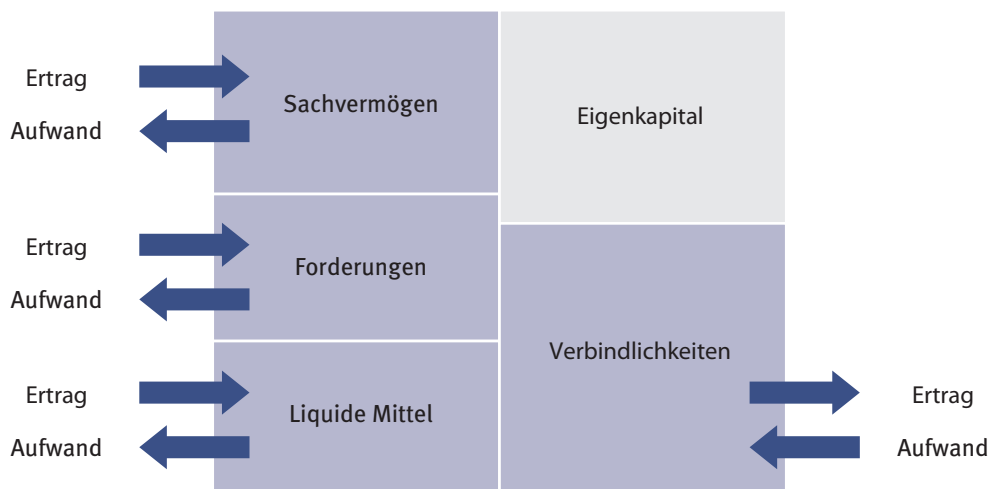 Ertrag
Aufwand
Sachvermögen
Eigenkapital
Ertrag
Aufwand
Forderungen
Verbindlichkeiten
Ertrag
Aufwand
Liquide Mittel
Ertrag
Aufwand